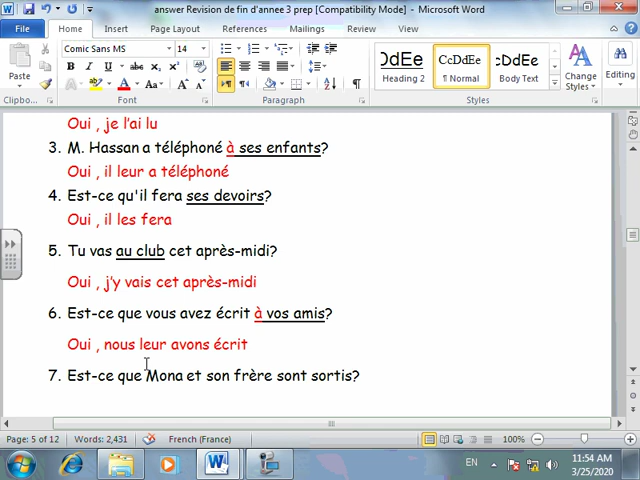 answer Revision de fin d'annee 3 prep [Compatibility Mode] - Microsoft Word
File Home Insert Page Layout References Mailings Review View
Comic Sans MS 14
Paste
Heading 2 Normal Body Text
Change Styles
Editing
Clipbo... Font Paragraph Styles
Oui , je l'ai lu
3. M. Hassan a téléphoné à ses enfants?
Oui , il leur a téléphoné
4. Est-ce qu'il fera ses devoirs?
Oui , il les fera
5. Tu vas au club cet après-midi?
Oui , j'y vais cet après-midi
6. Est-ce que vous avez écrit à vos amis?
Oui , nous leur avons écrit
7. Est-ce que Mona et son frère sont sortis?
Page: 5 of 12 Words: 2,431 French (France) 100%
EN 11:54 AM
3/25/2020